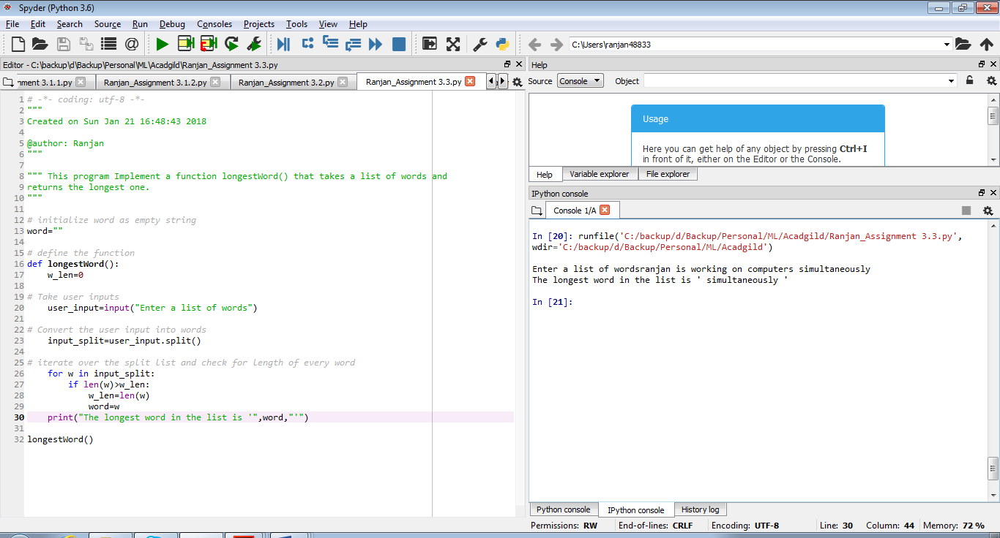 Spyder (Python 3.6)
File Edit Search Source Run Debug Consoles Projects Tools View Help
C:\Users\ranjan48833
Editor - C:\backup\d\Backup\Personal\ML\Acadgild\Ranjan_Assignment 3.3.py
nment 3.1.1.py Ranjan_Assignment 3.1.2.py Ranjan_Assignment 3.2.py Ranjan_Assignment 3.3.py
1 # -*- coding: utf-8 -*-
2 """
3 Created on Sun Jan 21 16:48:43 2018
4
5 @author: Ranjan
6 """
7
8 """ This program Implement a function longestWord() that takes a list of words and
9 returns the longest one.
10 """
11
12 # initialize word as empty string
13 word=""
14
15 # define the function
16 def longestWord():
17     w_len=0
18
19 # Take user inputs
20     user_input=input("Enter a list of words")
21
22 # Convert the user input into words
23     input_split=user_input.split()
24
25 # iterate over the split list and check for length of every word
26     for w in input_split:
27         if len(w)>w_len:
28             w_len=len(w)
29             word=w
30     print("The longest word in the list is '",word,"'")
31
32 longestWord()
Help
Source Console Object
Usage
Here you can get help of any object by pressing Ctrl+I
in front of it, either on the Editor or the Console.
Help Variable explorer File explorer
IPython console
Console 1/A
In [20]: runfile('C:/backup/d/Backup/Personal/ML/Acadgild/Ranjan_Assignment 3.3.py',
wdir='C:/backup/d/Backup/Personal/ML/Acadgild')
Enter a list of wordsranjan is working on computers simultaneously
The longest word in the list is ' simultaneously '
In [21]:
Python console IPython console History log
Permissions: RW End-of-lines: CRLF Encoding: UTF-8 Line: 30 Column: 44 Memory: 72 %